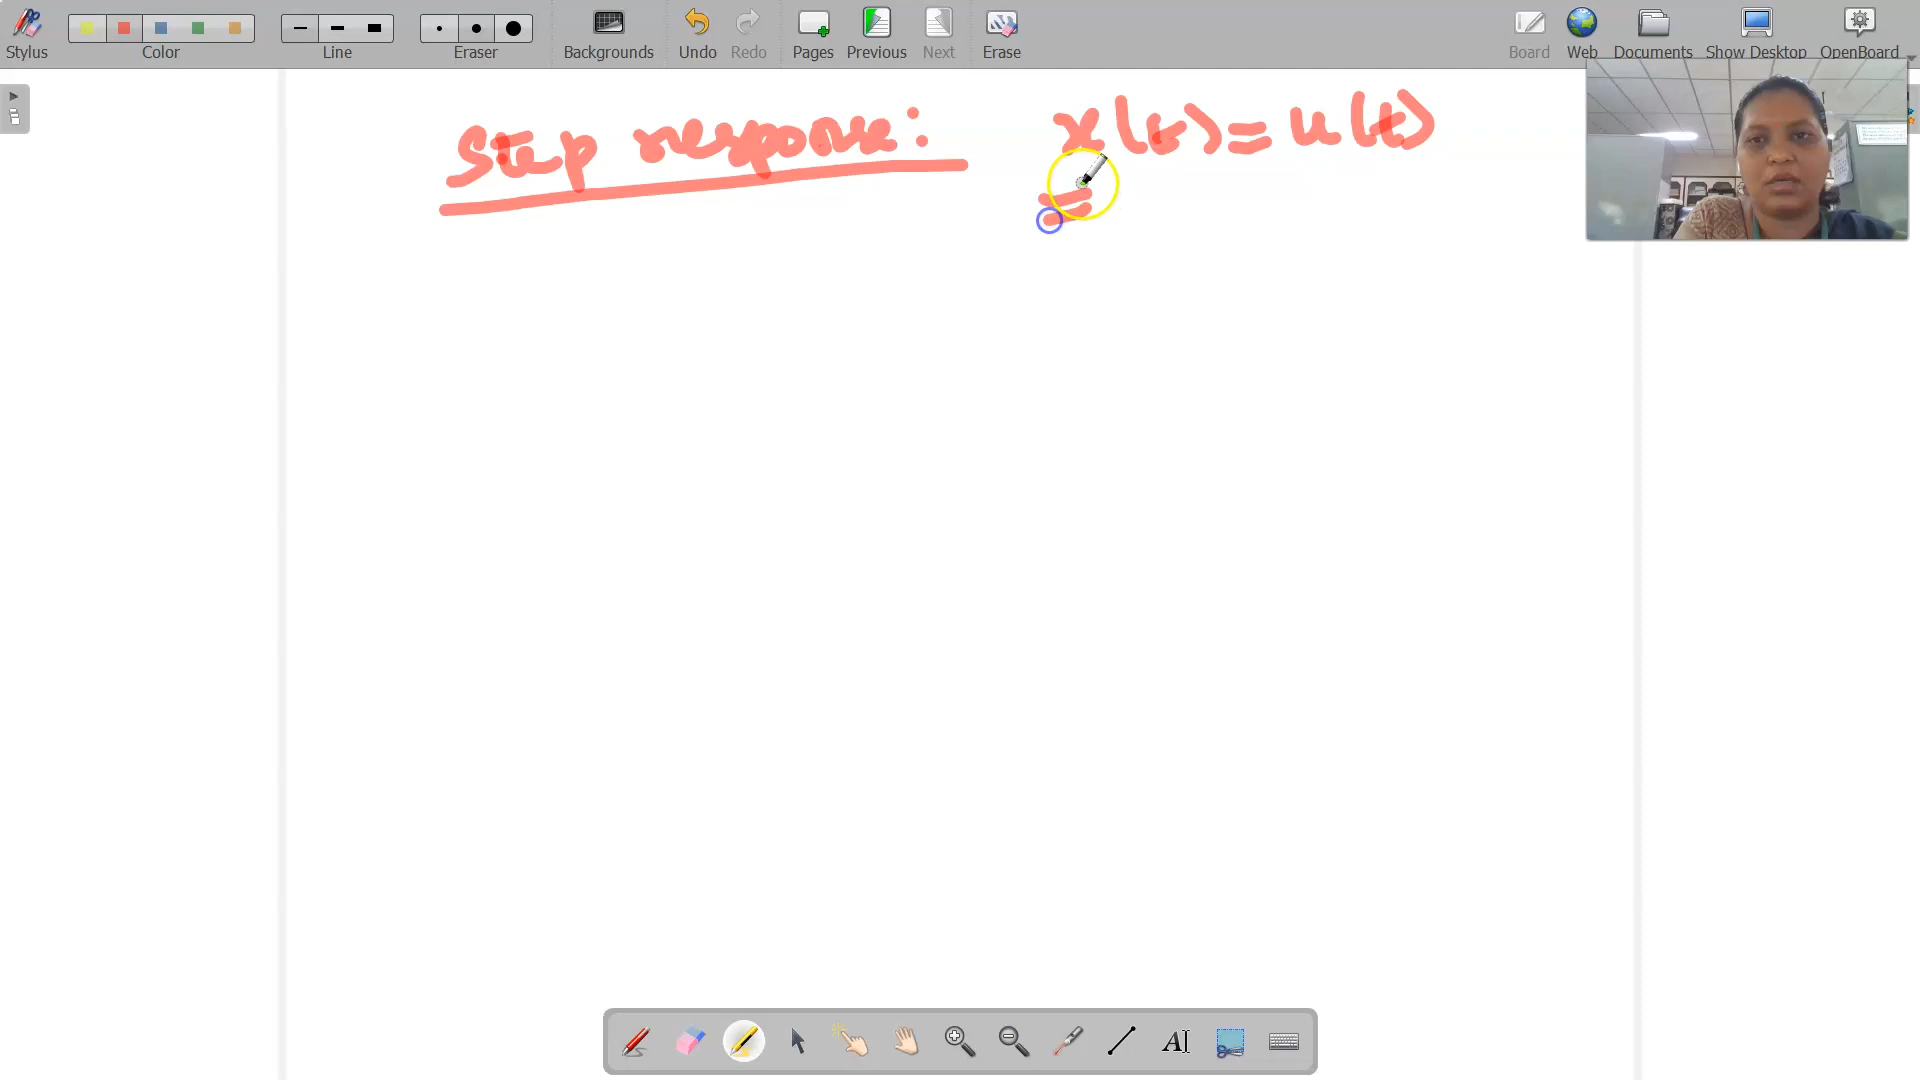 Stylus Color Line Eraser Backgrounds Undo Redo Pages Previous Next Erase Board Web Documents Show Desktop OpenBoard
Step response: x(t)=u(t)
A